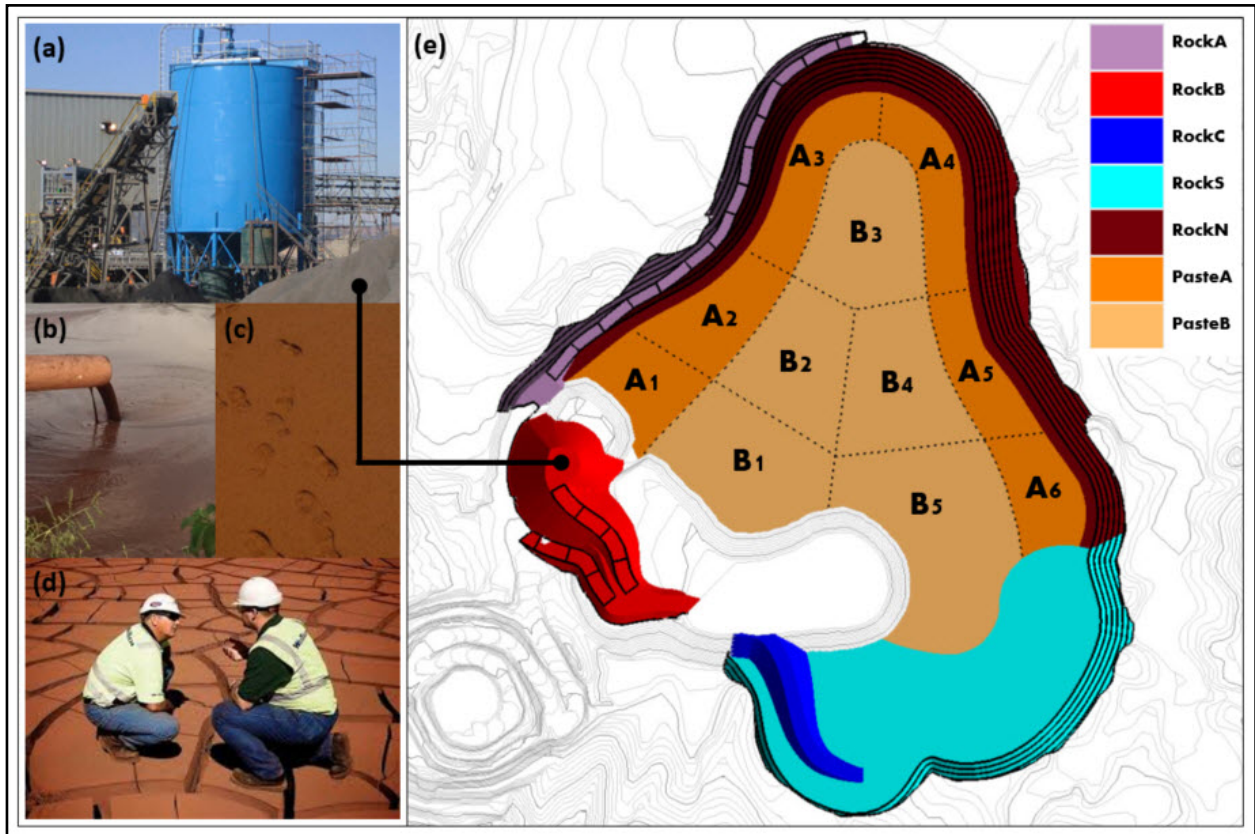 (a)
(b)
(c)
(d)
(e)
RockA
RockB
RockC
RockS
RockN
PasteA
PasteB
A3
A4
B3
A2
A1
B2
B4
A5
B1
B5
A6